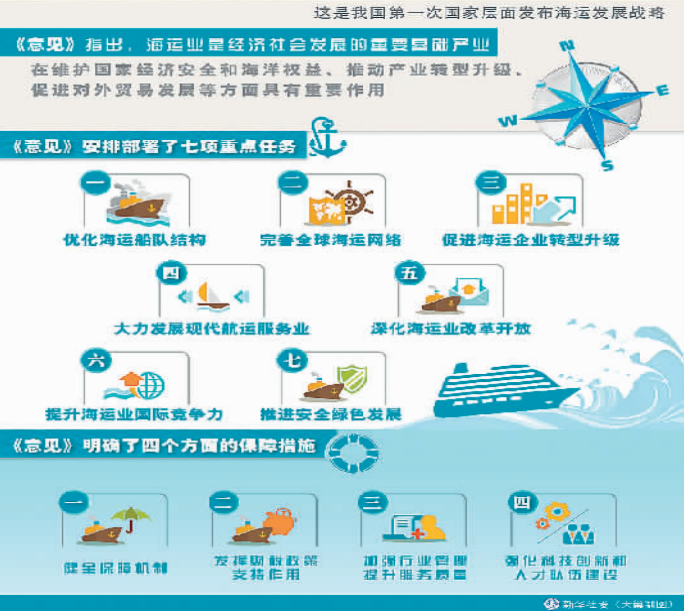 这是我国第一次国家层面发布海运发展战略
《意见》指出,海运业是经济社会发展的重要基础产业
在维护国家经济安全和海洋权益、推动产业转型升级、
促进对外贸易发展等方面具有重要作用
N
E
W
S
《意见》安排部署了七项重点任务
一
优化海运船队结构
二
完善全球海运网络
三
促进海运企业转型升级
四
大力发展现代航运服务业
五
深化海运业改革开放
六
提升海运业国际竞争力
七
推进安全绿色发展
《意见》明确了四个方面的保障措施
一
健全保障机制
二
发挥财税政策
支持作用
三
加强行业管理
提升服务质量
四
强化科技创新和
人才队伍建设
新华社发